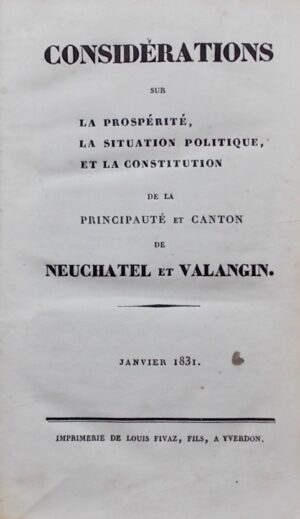 CONSIDÉRATIONS
SUR
LA PROSPÉRITÉ,
LA SITUATION POLITIQUE,
ET LA CONSTITUTION
DE LA
PRINCIPAUTÉ ET CANTON
DE
NEUCHATEL ET VALANGIN.
JANVIER 1831.
IMPRIMERIE DE LOUIS FIVAZ, FILS, A YVERDON.